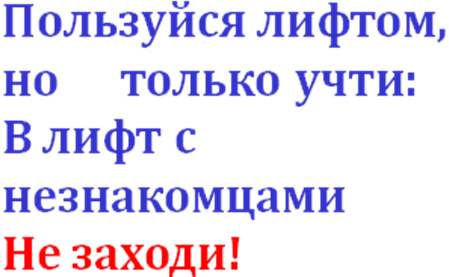 Пользуйся лифтом,
но только учти:
В лифт с
незнакомцами
Не заходи!